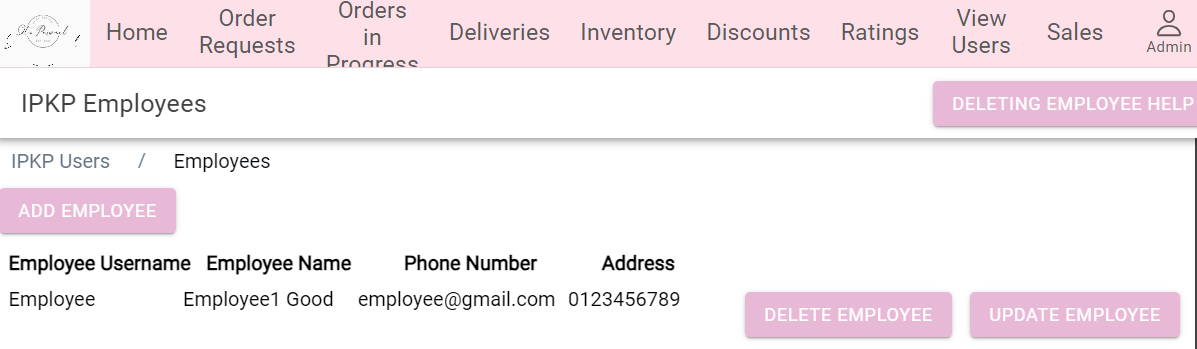 Home
Order Requests
Orders in Progress
Deliveries
Inventory
Discounts
Ratings
View Users
Sales
Admin
IPKP Employees
DELETING EMPLOYEE HELP
IPKP Users / Employees
ADD EMPLOYEE
Employee Username Employee Name Phone Number Address
Employee Employee1 Good employee@gmail.com 0123456789
DELETE EMPLOYEE
UPDATE EMPLOYEE